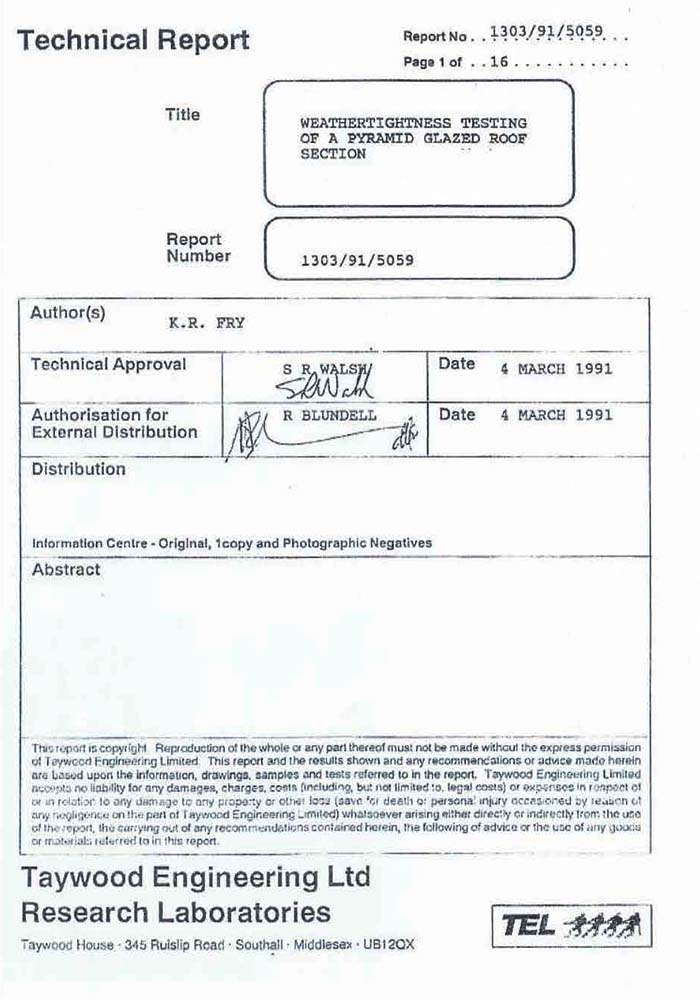 Technical Report
Report No . . 1303/91/5059 . . .
Page 1 of . . 16 . . . . . . . . . . .
Title
WEATHERTIGHTNESS TESTING
OF A PYRAMID GLAZED ROOF
SECTION
Report
Number
1303/91/5059
Author(s)
K.R. FRY
Technical Approval
S R WALSH
Date 4 MARCH 1991
Authorisation for
External Distribution
R BLUNDELL
Date 4 MARCH 1991
Distribution
Information Centre - Original, 1copy and Photographic Negatives
Abstract
This report is copyright Reproduction of the whole or any part thereof must not be made without the express permission
of Taywood Engineering Limited. This report and the results shown and any recommendations or advice made herein
are based upon the information, drawings, samples and tests referred to in the report. Taywood Engineering Limited
accepts no liability for any damages, charges, costs (including, but not limited to, legal costs) or expenses in respect of
or in relation to any damage to any property or other loss (save for death or personal injury occasioned by reason of
any negligence on the part of Taywood Engineering Limited) whatsoever arising either directly or indirectly from the use
of the report, the carrying out of any recommendations contained herein, the following of advice or the use of any goods
or materials referred to in this report.
Taywood Engineering Ltd
Research Laboratories
Taywood House · 345 Ruislip Road · Southall · Middlesex · UB12QX
TEL